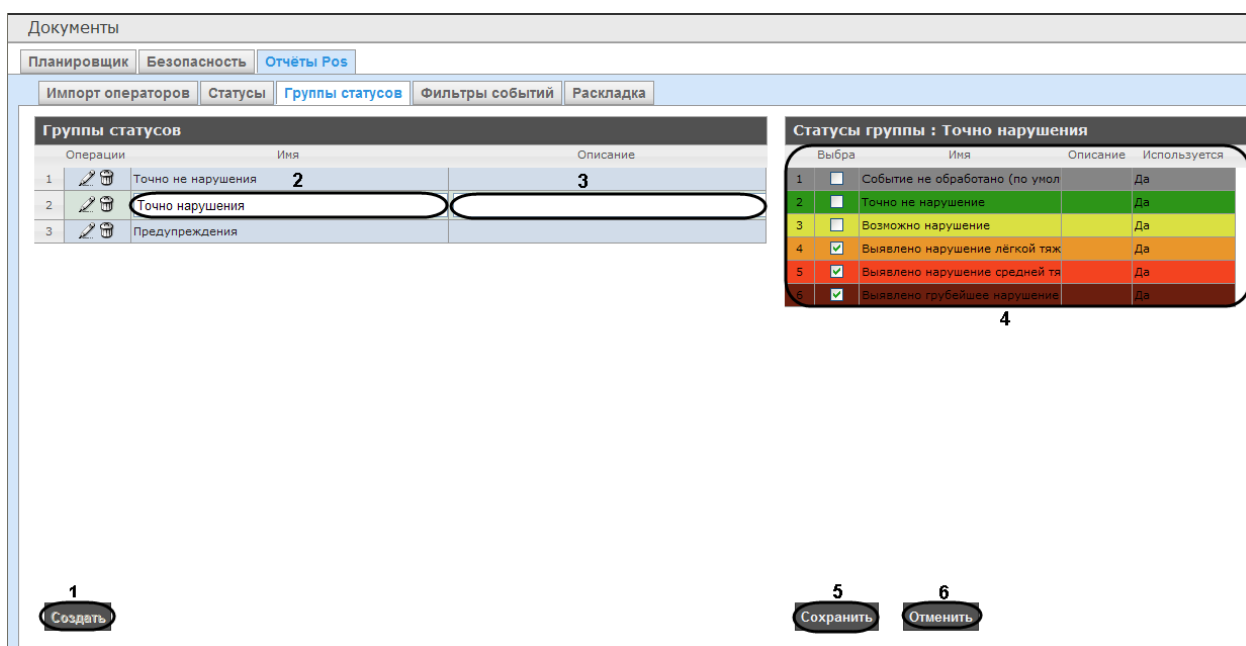 Документы
Планировщик Безопасность Отчёты Pos
Импорт операторов Статусы Группы статусов Фильтры событий Раскладка
Группы статусов
Операции Имя Описание
1 Точно не нарушения 2 3
2 Точно нарушения
3 Предупреждения
Статусы группы : Точно нарушения
Выбра Имя Описание Используется
1 Событие не обработано (по умол Да
2 Точно не нарушение Да
3 Возможно нарушение Да
4 Выявлено нарушение лёгкой тяж Да
5 Выявлено нарушение средней тя Да
6 Выявлено грубейшее нарушение Да
4
1 5 6
Создать Сохранить Отменить